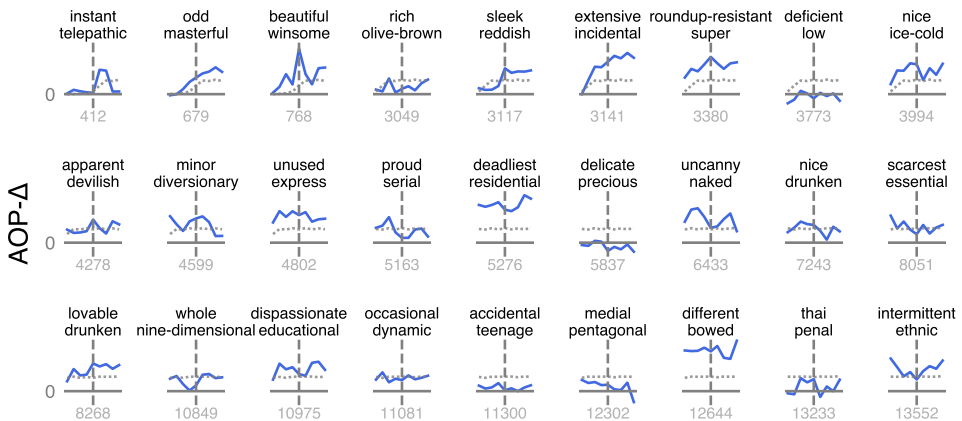 instant odd beautiful rich sleek extensive roundup-resistant deficient nice
telepathic masterful winsome olive-brown reddish incidental super low ice-cold
0
412 679 768 3049 3117 3141 3380 3773 3994
apparent minor unused proud deadliest delicate uncanny nice scarcest
devilish diversionary express serial residential precious naked drunken essential
AOP-Δ
0
4278 4599 4802 5163 5276 5837 6433 7243 8051
lovable whole dispassionate occasional accidental medial different thai intermittent
drunken nine-dimensional educational dynamic teenage pentagonal bowed penal ethnic
0
8268 10849 10975 11081 11300 12302 12644 13233 13552